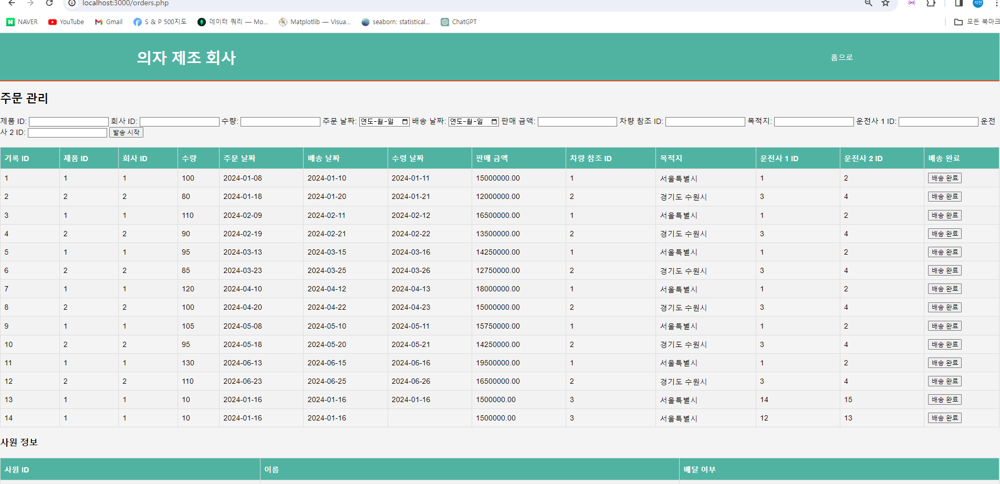 localhost:3000/orders.php
석현
NAVER YouTube Gmail S & P 500지도 데이터 쿼리 — Mo... Matplotlib — Visua... seaborn: statistical... ChatGPT 모든 북마크
의자 제조 회사 홈으로
주문 관리
제품 ID: 회사 ID: 수량: 주문 날짜: 연도-월-일 배송 날짜: 연도-월-일 판매 금액: 차량 참조 ID: 목적지: 운전사 1 ID: 운전
사 2 ID: 발송 시작
기록 ID 제품 ID 회사 ID 수량 주문 날짜 배송 날짜 수령 날짜 판매 금액 차량 참조 ID 목적지 운전사 1 ID 운전사 2 ID 배송 완료
1 1 1 100 2024-01-08 2024-01-10 2024-01-11 15000000.00 1 서울특별시 1 2 배송 완료
2 2 2 80 2024-01-18 2024-01-20 2024-01-21 12000000.00 2 경기도 수원시 3 4 배송 완료
3 1 1 110 2024-02-09 2024-02-11 2024-02-12 16500000.00 1 서울특별시 1 2 배송 완료
4 2 2 90 2024-02-19 2024-02-21 2024-02-22 13500000.00 2 경기도 수원시 3 4 배송 완료
5 1 1 95 2024-03-13 2024-03-15 2024-03-16 14250000.00 1 서울특별시 1 2 배송 완료
6 2 2 85 2024-03-23 2024-03-25 2024-03-26 12750000.00 2 경기도 수원시 3 4 배송 완료
7 1 1 120 2024-04-10 2024-04-12 2024-04-13 18000000.00 1 서울특별시 1 2 배송 완료
8 2 2 100 2024-04-20 2024-04-22 2024-04-23 15000000.00 2 경기도 수원시 3 4 배송 완료
9 1 1 105 2024-05-08 2024-05-10 2024-05-11 15750000.00 1 서울특별시 1 2 배송 완료
10 2 2 95 2024-05-18 2024-05-20 2024-05-21 14250000.00 2 경기도 수원시 3 4 배송 완료
11 1 1 130 2024-06-13 2024-06-15 2024-06-16 19500000.00 1 서울특별시 1 2 배송 완료
12 2 2 110 2024-06-23 2024-06-25 2024-06-26 16500000.00 2 경기도 수원시 3 4 배송 완료
13 1 1 10 2024-01-16 2024-01-16 2024-01-16 1500000.00 3 서울특별시 14 15 배송 완료
14 1 1 10 2024-01-16 2024-01-16 1500000.00 3 서울특별시 12 13 배송 완료
사원 정보
사원 ID 이름 배달 여부